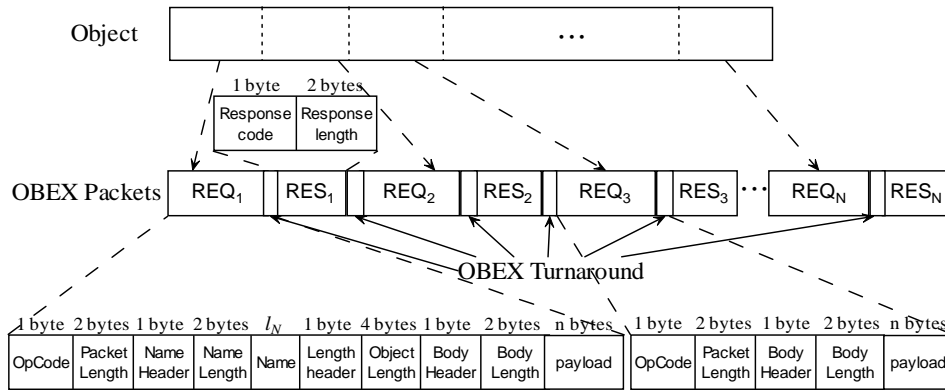 Object
...
1 byte 2 bytes
Response code Response length
OBEX Packets REQ1 RES1 REQ2 RES2 REQ3 RES3 ... REQN RESN
OBEX Turnaround
1 byte 2 bytes 1 byte 2 bytes lN 1 byte 4 bytes 1 byte 2 bytes n bytes 1 byte 2 bytes 1 byte 2 bytes n bytes
OpCode Packet Length Name Header Name Length Name Length header Object Length Body Header Body Length payload OpCode Packet Length Body Header Body Length payload